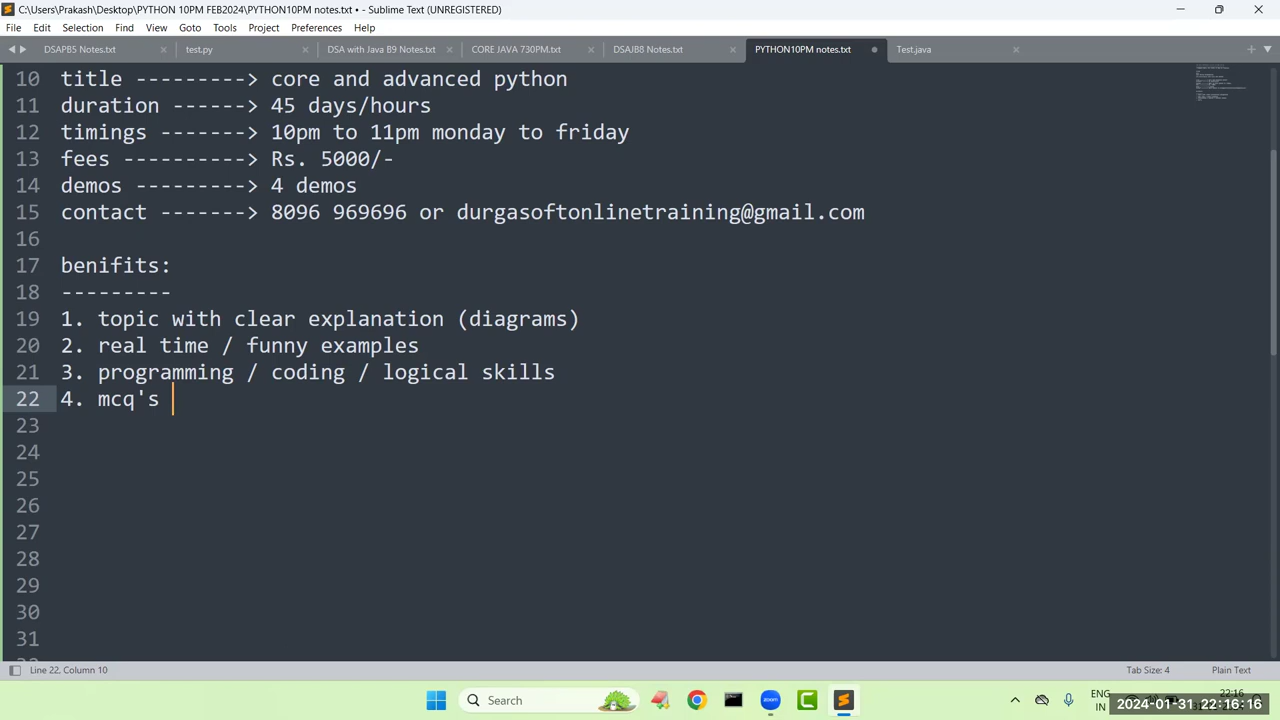 C:\Users\Prakash\Desktop\PYTHON 10PM FEB2024\PYTHON10PM notes.txt • - Sublime Text (UNREGISTERED)
File Edit Selection Find View Goto Tools Project Preferences Help
DSAPB5 Notes.txt test.py DSA with Java B9 Notes.txt CORE JAVA 730PM.txt DSAJB8 Notes.txt PYTHON10PM notes.txt Test.java
10 title ---------> core and advanced python
11 duration ------> 45 days/hours
12 timings -------> 10pm to 11pm monday to friday
13 fees ----------> Rs. 5000/-
14 demos ---------> 4 demos
15 contact -------> 8096 969696 or durgasoftonlinetraining@gmail.com
16
17 benifits:
18 ---------
19 1. topic with clear explanation (diagrams)
20 2. real time / funny examples
21 3. programming / coding / logical skills
22 4. mcq's
23
24
25
26
27
28
29
30
31
Line 22, Column 10 Tab Size: 4 Plain Text
Search zoom ENG IN 22:16
2024-01-31 22:16:16